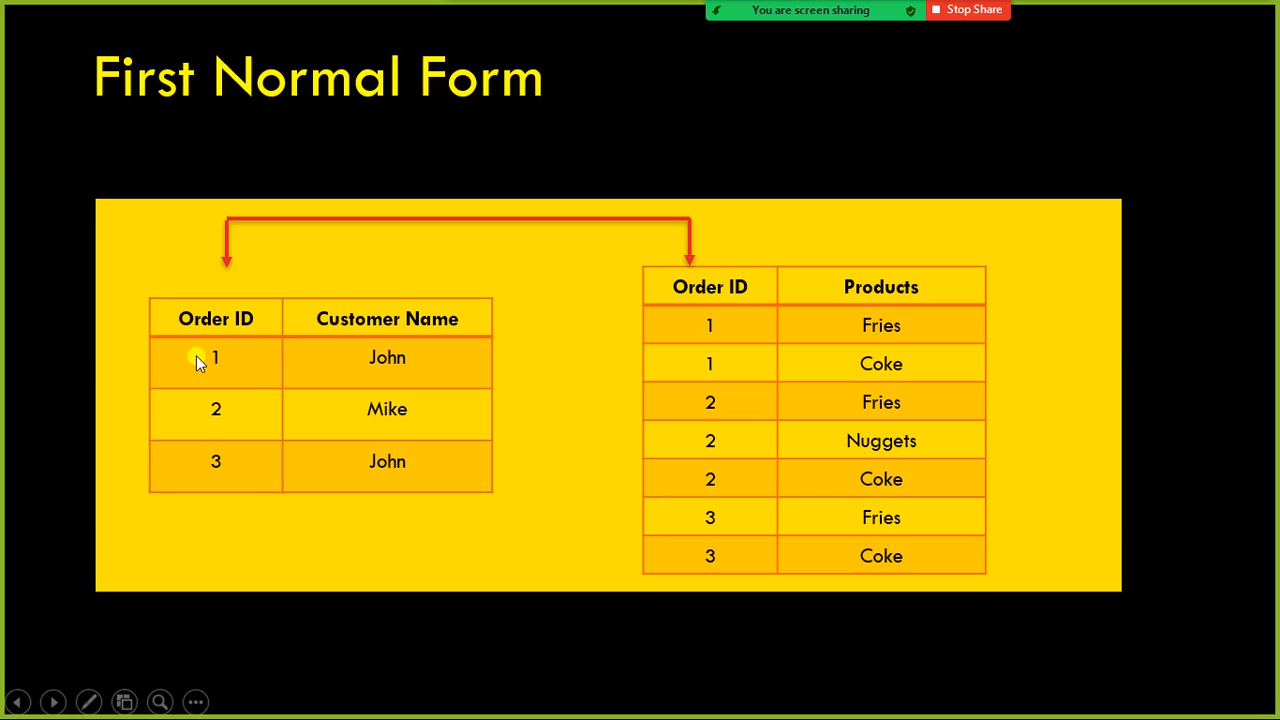 You are screen sharing Stop Share
First Normal Form
Order ID Customer Name
1 John
2 Mike
3 John
Order ID Products
1 Fries
1 Coke
2 Fries
2 Nuggets
2 Coke
3 Fries
3 Coke